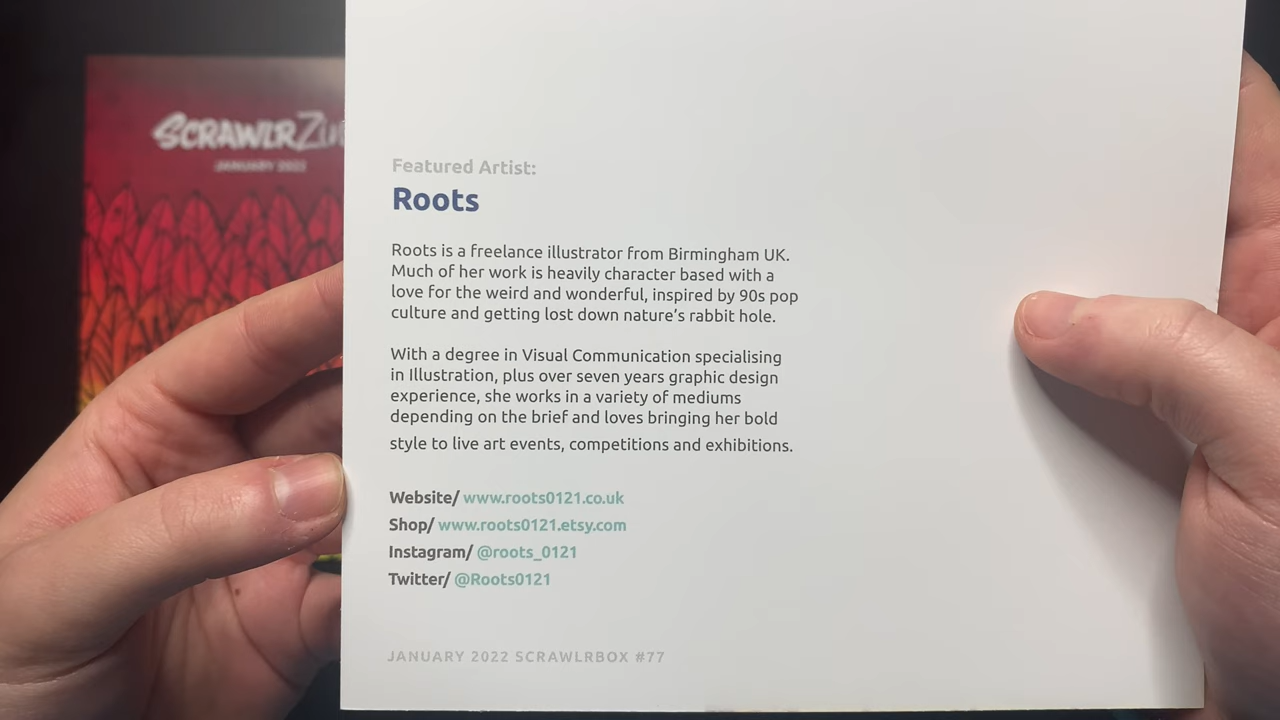 SCRAWLR
JANUARY 2022
Featured Artist:
Roots
Roots is a freelance illustrator from Birmingham UK.
Much of her work is heavily character based with a
love for the weird and wonderful, inspired by 90s pop
culture and getting lost down nature's rabbit hole.
With a degree in Visual Communication specialising
in Illustration, plus over seven years graphic design
experience, she works in a variety of mediums
depending on the brief and loves bringing her bold
style to live art events, competitions and exhibitions.
Website/ www.roots0121.co.uk
Shop/ www.roots0121.etsy.com
Instagram/ @roots_0121
Twitter/ @Roots0121
JANUARY 2022 SCRAWLRBOX #77